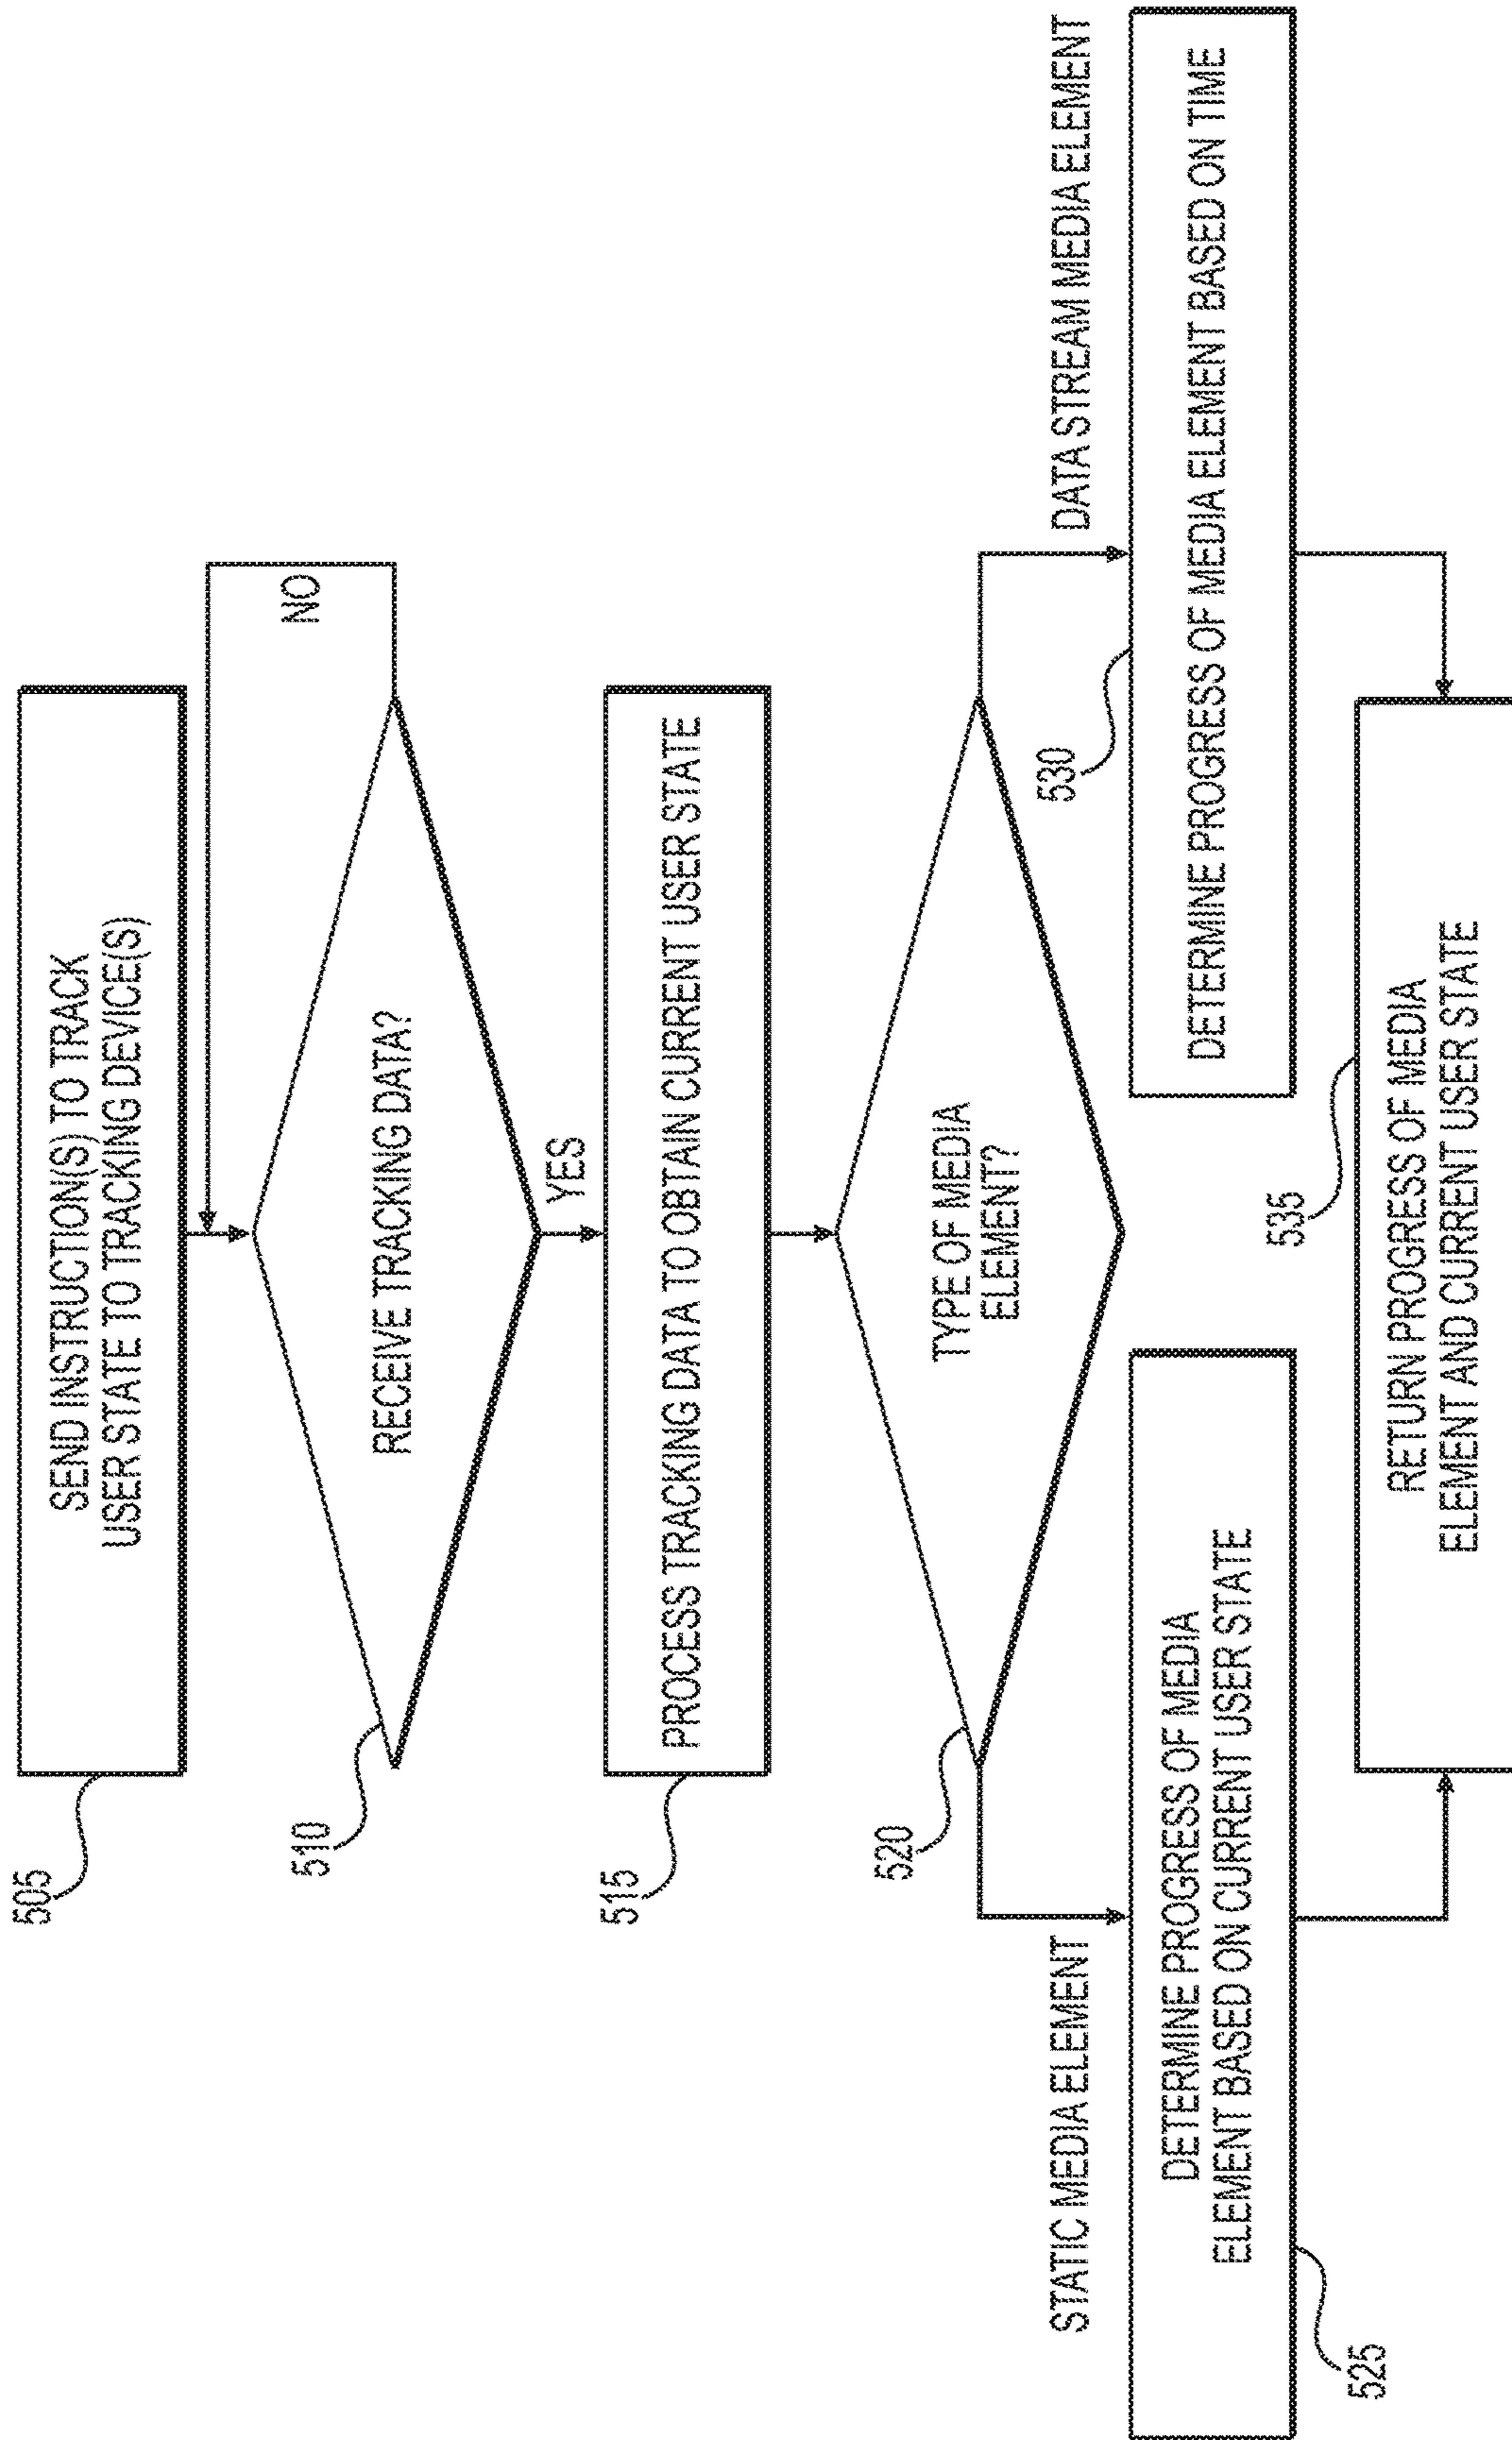 505
SEND INSTRUCTION(S) TO TRACK
USER STATE TO TRACKING DEVICE(S)
NO
510
RECEIVE TRACKING DATA?
YES
515
PROCESS TRACKING DATA TO OBTAIN CURRENT USER STATE
520
TYPE OF MEDIA
ELEMENT?
STATIC MEDIA ELEMENT
DATA STREAM MEDIA ELEMENT
530
DETERMINE PROGRESS OF MEDIA
ELEMENT BASED ON CURRENT USER STATE
DETERMINE PROGRESS OF MEDIA ELEMENT BASED ON TIME
525
535
RETURN PROGRESS OF MEDIA
ELEMENT AND CURRENT USER STATE